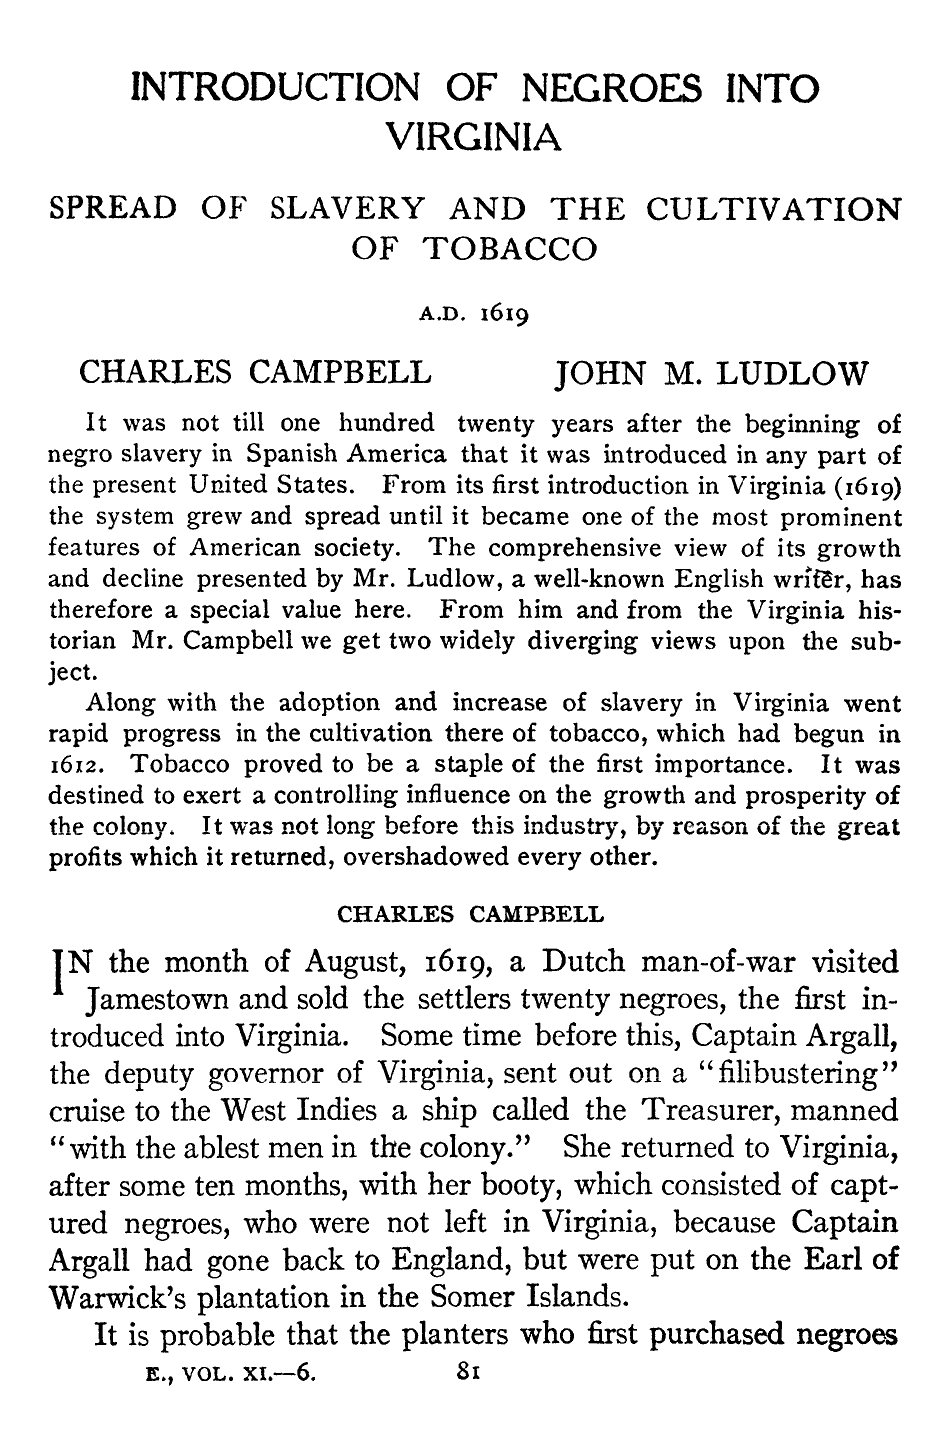 INTRODUCTION OF NEGROES INTO
VIRGINIA
SPREAD OF SLAVERY AND THE CULTIVATION
OF TOBACCO
A.D. 1619
CHARLES CAMPBELL JOHN M. LUDLOW
It was not till one hundred twenty years after the beginning of
negro slavery in Spanish America that it was introduced in any part of
the present United States. From its first introduction in Virginia (1619)
the system grew and spread until it became one of the most prominent
features of American society. The comprehensive view of its growth
and decline presented by Mr. Ludlow, a well-known English writer, has
therefore a special value here. From him and from the Virginia his-
torian Mr. Campbell we get two widely diverging views upon the sub-
ject.
Along with the adoption and increase of slavery in Virginia went
rapid progress in the cultivation there of tobacco, which had begun in
1612. Tobacco proved to be a staple of the first importance. It was
destined to exert a controlling influence on the growth and prosperity of
the colony. It was not long before this industry, by reason of the great
profits which it returned, overshadowed every other.
CHARLES CAMPBELL
IN the month of August, 1619, a Dutch man-of-war visited
Jamestown and sold the settlers twenty negroes, the first in-
troduced into Virginia. Some time before this, Captain Argall,
the deputy governor of Virginia, sent out on a "filibustering"
cruise to the West Indies a ship called the Treasurer, manned
"with the ablest men in the colony." She returned to Virginia,
after some ten months, with her booty, which consisted of capt-
ured negroes, who were not left in Virginia, because Captain
Argall had gone back to England, but were put on the Earl of
Warwick's plantation in the Somer Islands.
It is probable that the planters who first purchased negroes
E., VOL. XI.—6. 81